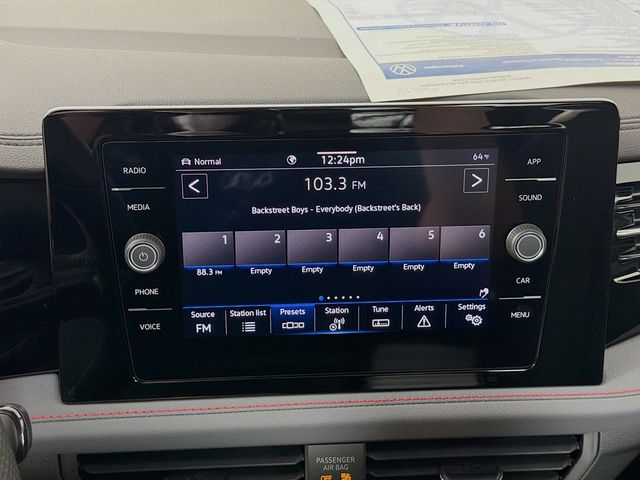 Volkswagen
RADIO
MEDIA
PHONE
VOICE
APP
SOUND
CAR
MENU
Normal
12:24pm
64°F
103.3 FM
Backstreet Boys - Everybody (Backstreet's Back)
1 2 3 4 5 6
88.3 FM Empty Empty Empty Empty Empty
Source Station list Presets Station Tune Alerts Settings
FM
PASSENGER
AIR BAG
OFF